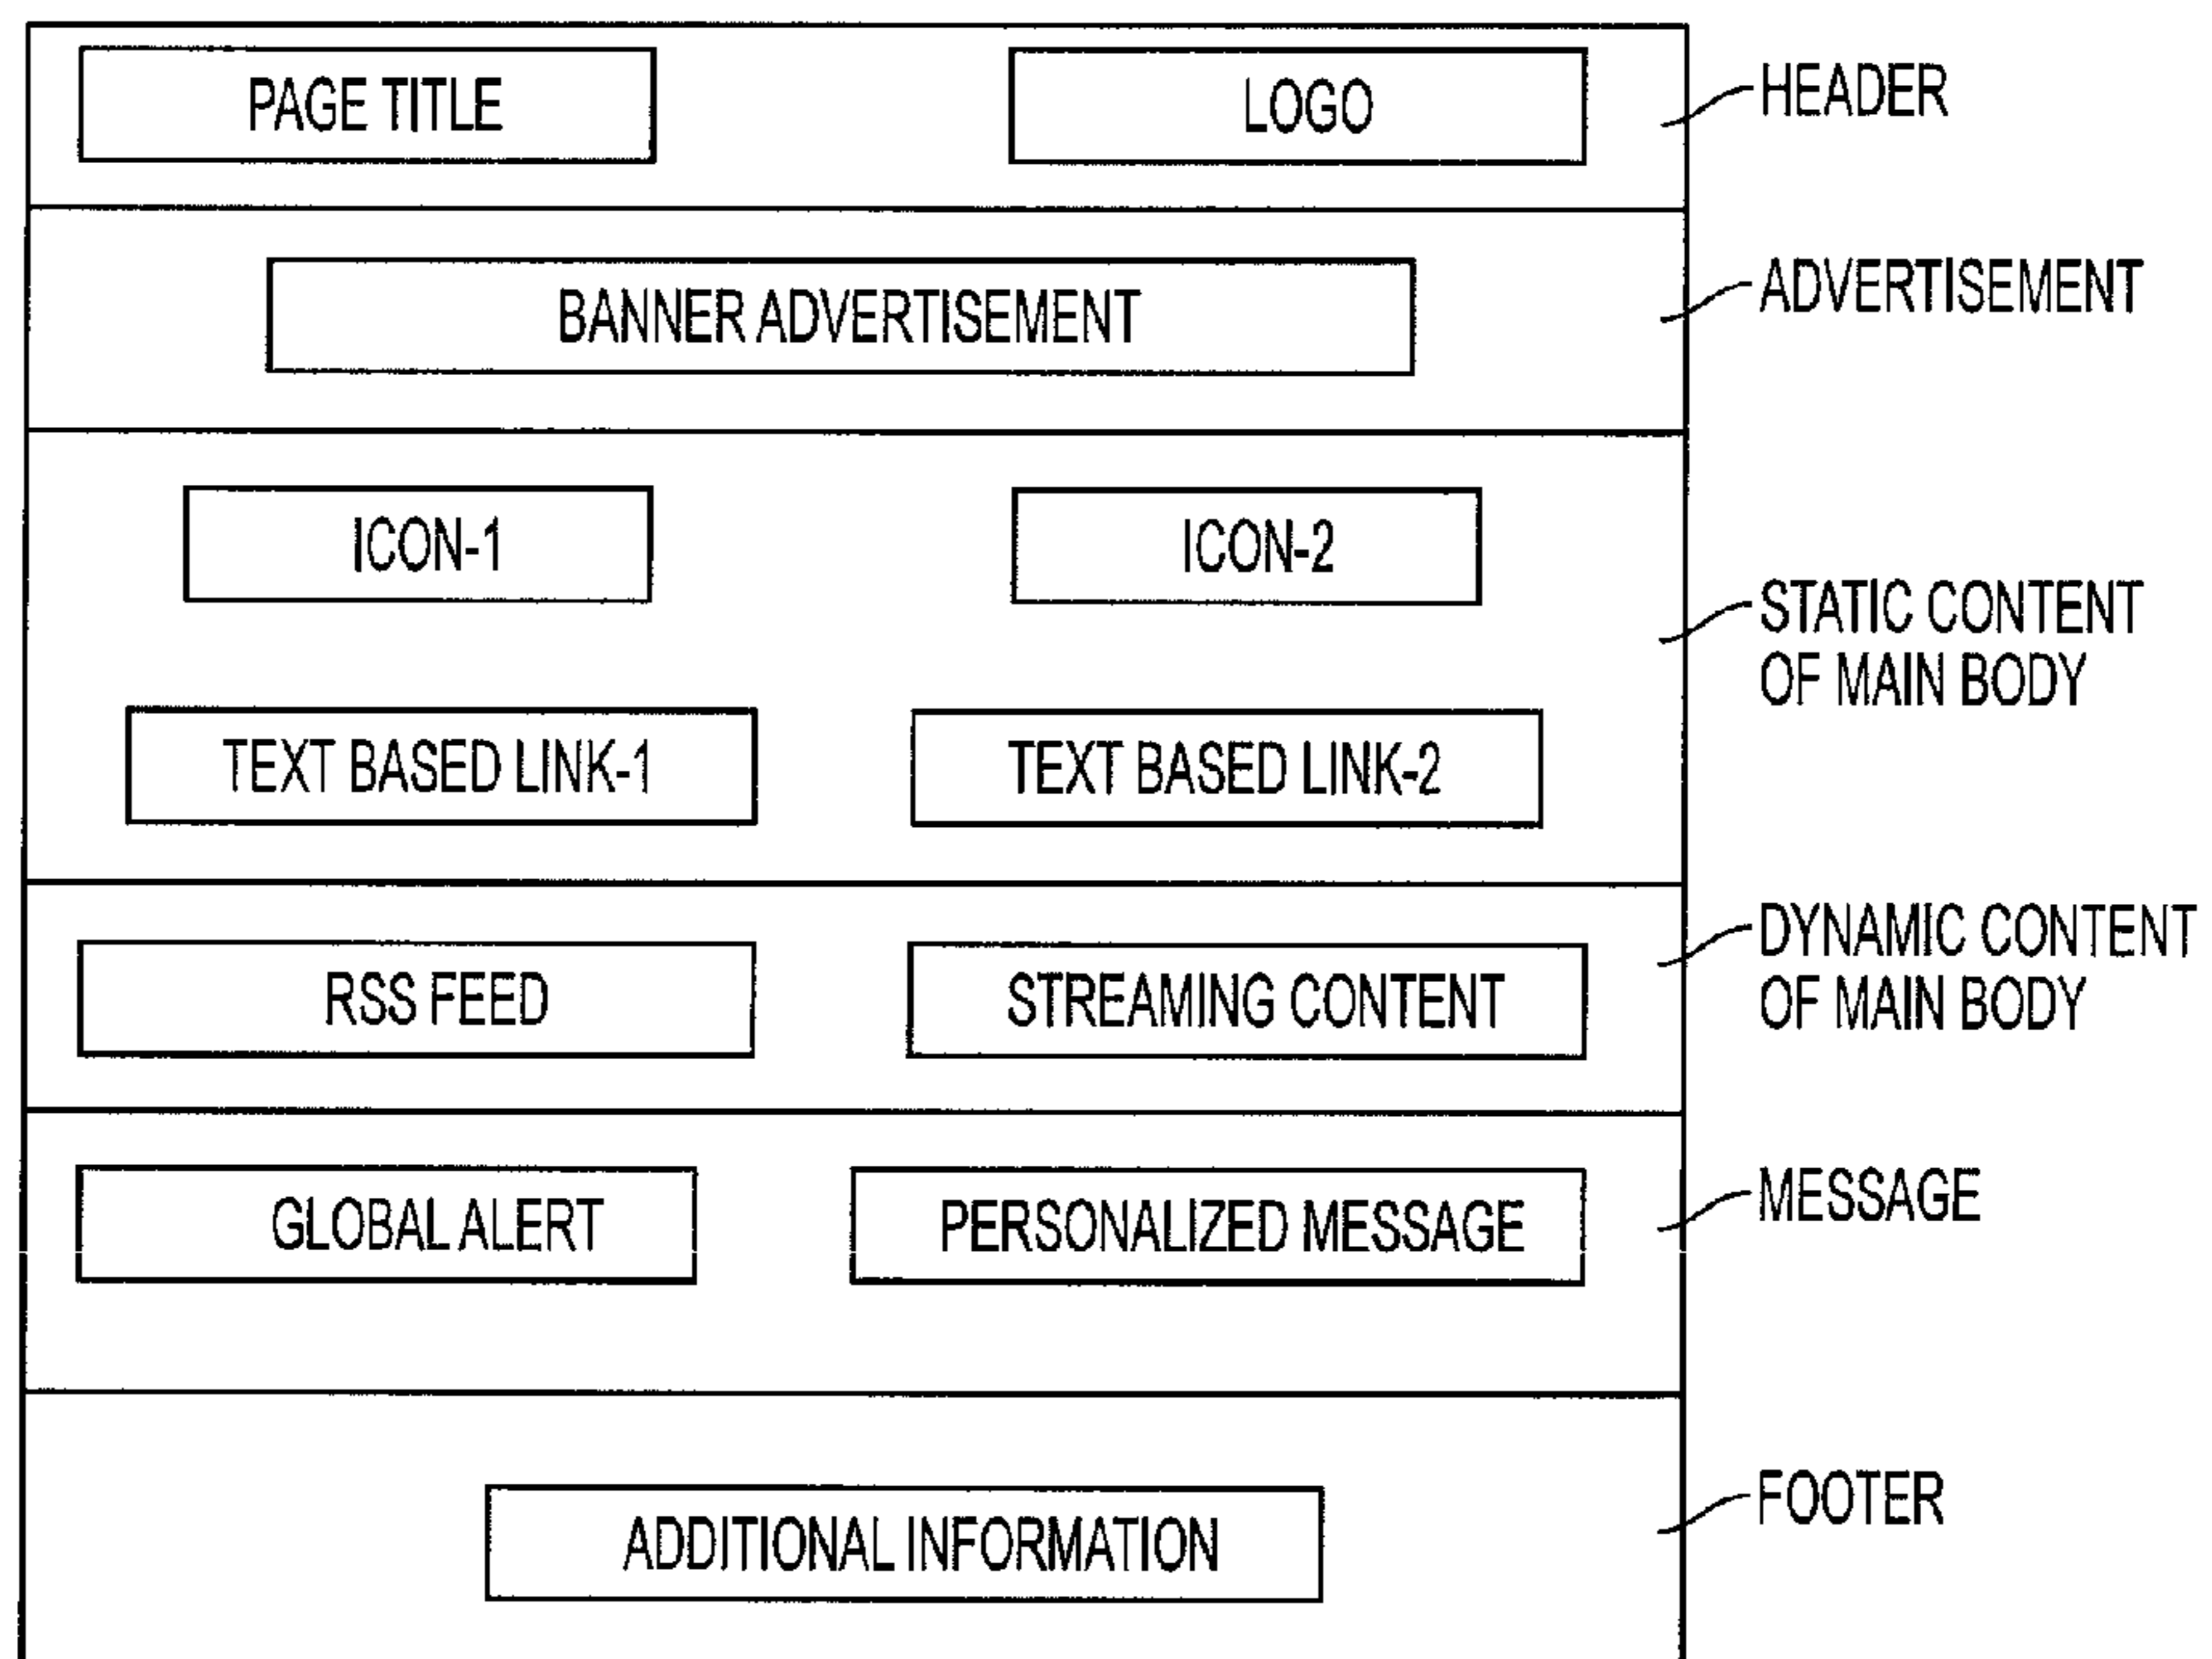 PAGE TITLE
LOGO
HEADER
BANNER ADVERTISEMENT
ADVERTISEMENT
ICON-1
ICON-2
STATIC CONTENT
OF MAIN BODY
TEXT BASED LINK-1
TEXT BASED LINK-2
RSS FEED
STREAMING CONTENT
DYNAMIC CONTENT
OF MAIN BODY
GLOBAL ALERT
PERSONALIZED MESSAGE
MESSAGE
ADDITIONAL INFORMATION
FOOTER